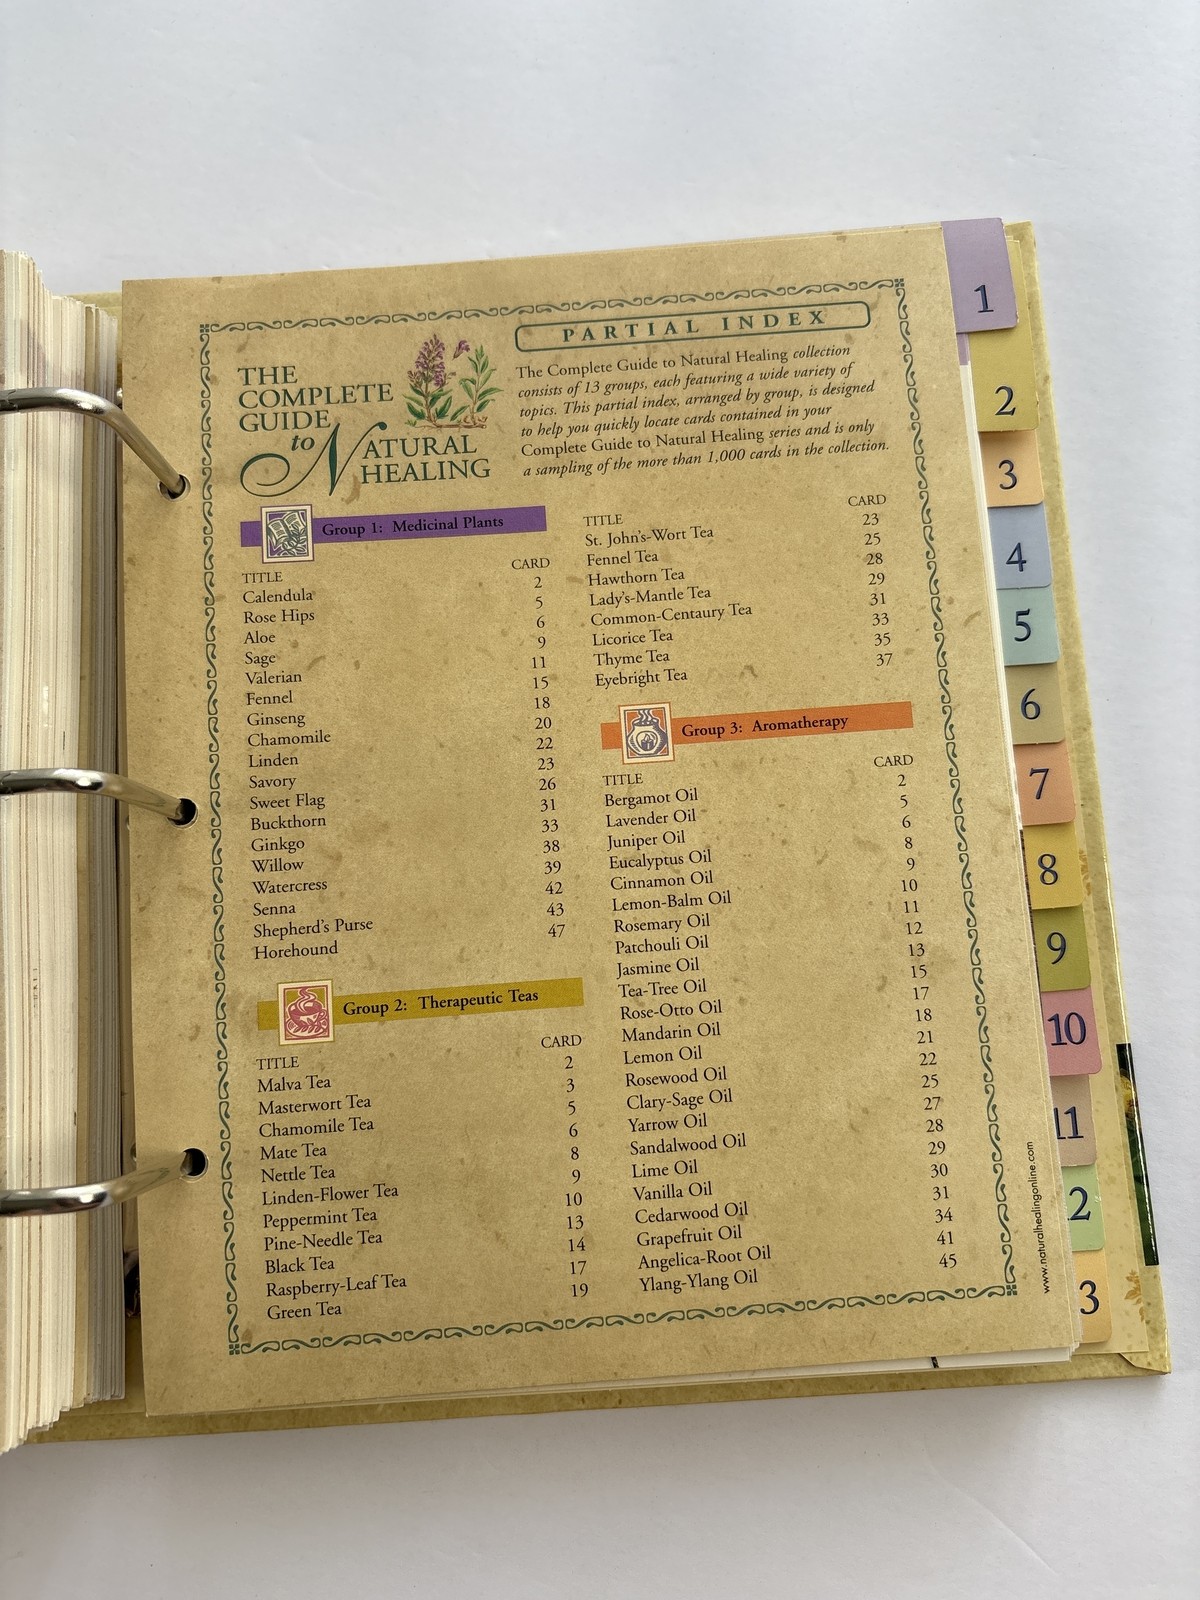 THE
COMPLETE
GUIDE
to NATURAL
HEALING
PARTIAL INDEX
The Complete Guide to Natural Healing collection
consists of 13 groups, each featuring a wide variety of
topics. This partial index, arranged by group, is designed
to help you quickly locate cards contained in your
Complete Guide to Natural Healing series and is only
a sampling of the more than 1,000 cards in the collection.
Group 1: Medicinal Plants
TITLE CARD
Calendula 2
Rose Hips 5
Aloe 6
Sage 9
Valerian 11
Fennel 15
Ginseng 18
Chamomile 20
Linden 22
Savory 23
Sweet Flag 26
Buckthorn 31
Ginkgo 33
Willow 38
Watercress 39
Senna 42
Shepherd's Purse 43
Horehound 47
Group 2: Therapeutic Teas
TITLE CARD
Malva Tea 2
Masterwort Tea 3
Chamomile Tea 5
Mate Tea 6
Nettle Tea 8
Linden-Flower Tea 9
Peppermint Tea 10
Pine-Needle Tea 13
Black Tea 14
Raspberry-Leaf Tea 17
Green Tea 19
TITLE CARD
St. John's-Wort Tea 23
Fennel Tea 25
Hawthorn Tea 28
Lady's-Mantle Tea 29
Common-Centaury Tea 31
Licorice Tea 33
Thyme Tea 35
Eyebright Tea 37
Group 3: Aromatherapy
TITLE CARD
Bergamot Oil 2
Lavender Oil 5
Juniper Oil 6
Eucalyptus Oil 8
Cinnamon Oil 9
Lemon-Balm Oil 10
Rosemary Oil 11
Patchouli Oil 12
Jasmine Oil 13
Tea-Tree Oil 15
Rose-Otto Oil 17
Mandarin Oil 18
Lemon Oil 21
Rosewood Oil 22
Clary-Sage Oil 25
Yarrow Oil 27
Sandalwood Oil 28
Lime Oil 29
Vanilla Oil 30
Cedarwood Oil 31
Grapefruit Oil 34
Angelica-Root Oil 41
Ylang-Ylang Oil 45
www.naturalhealingonline.com
1
2
3
4
5
6
7
8
9
10
11
2
3